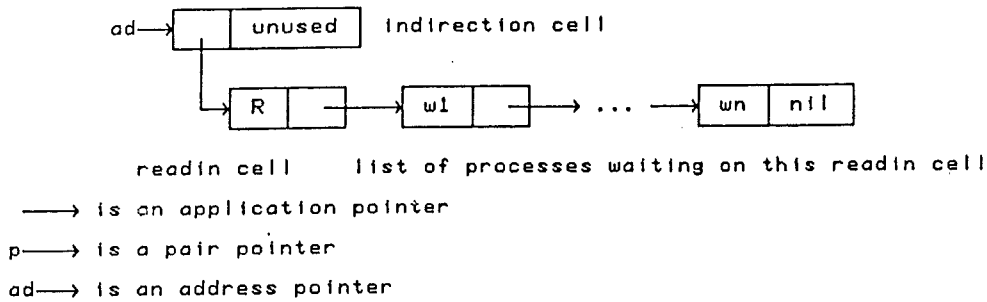 ad→ unused indirection cell
R w1 ... wn nil
readin cell list of processes waiting on this readin cell
→ is an application pointer
p→ is a pair pointer
ad→ is an address pointer